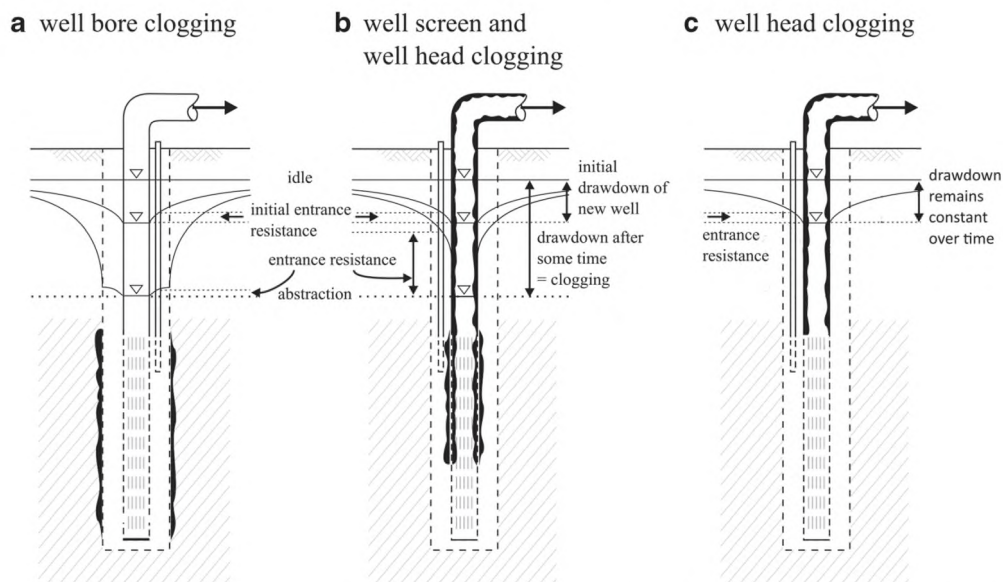 a well bore clogging
b well screen and
well head clogging
c well head clogging
idle
initial entrance
resistance
entrance resistance
abstraction
initial
drawdown of
new well
drawdown after
some time
= clogging
entrance
resistance
drawdown
remains
constant
over time